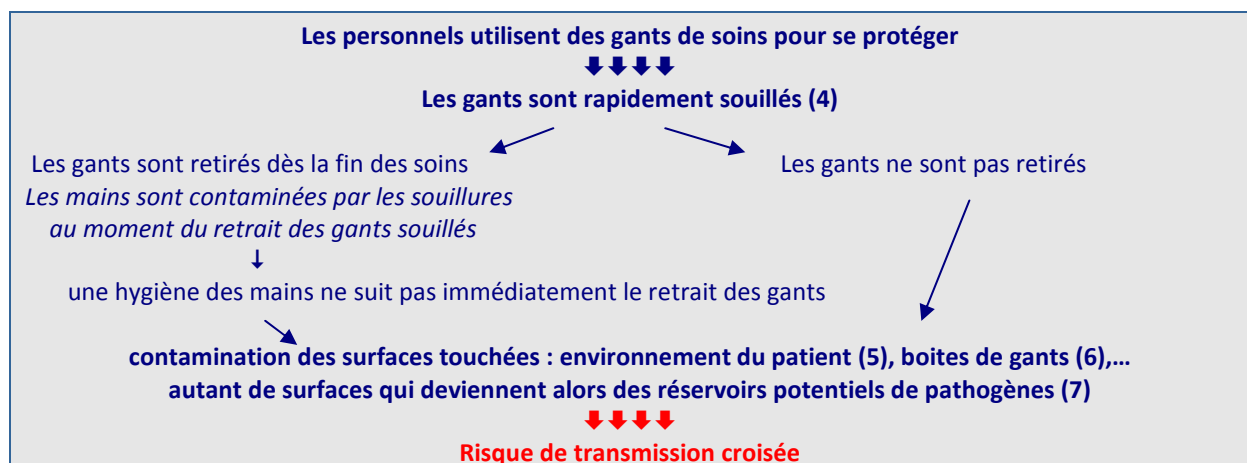 Les personnels utilisent des gants de soins pour se protéger
Les gants sont rapidement souillés (4)
Les gants sont retirés dès la fin des soins
Les mains sont contaminées par les souillures
au moment du retrait des gants souillés
Les gants ne sont pas retirés
une hygiène des mains ne suit pas immédiatement le retrait des gants
contamination des surfaces touchées : environnement du patient (5), boites de gants (6),…
autant de surfaces qui deviennent alors des réservoirs potentiels de pathogènes (7)
Risque de transmission croisée